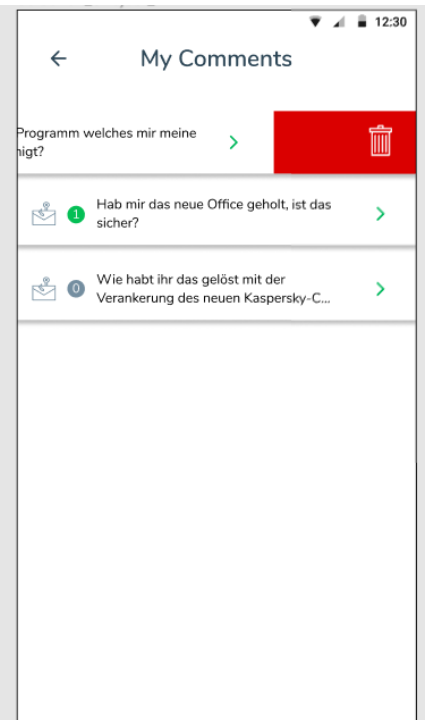 12:30
My Comments
Programm welches mir meine
nigt?
1
Hab mir das neue Office geholt, ist das
sicher?
0
Wie habt ihr das gelöst mit der
Verankerung des neuen Kaspersky-C...